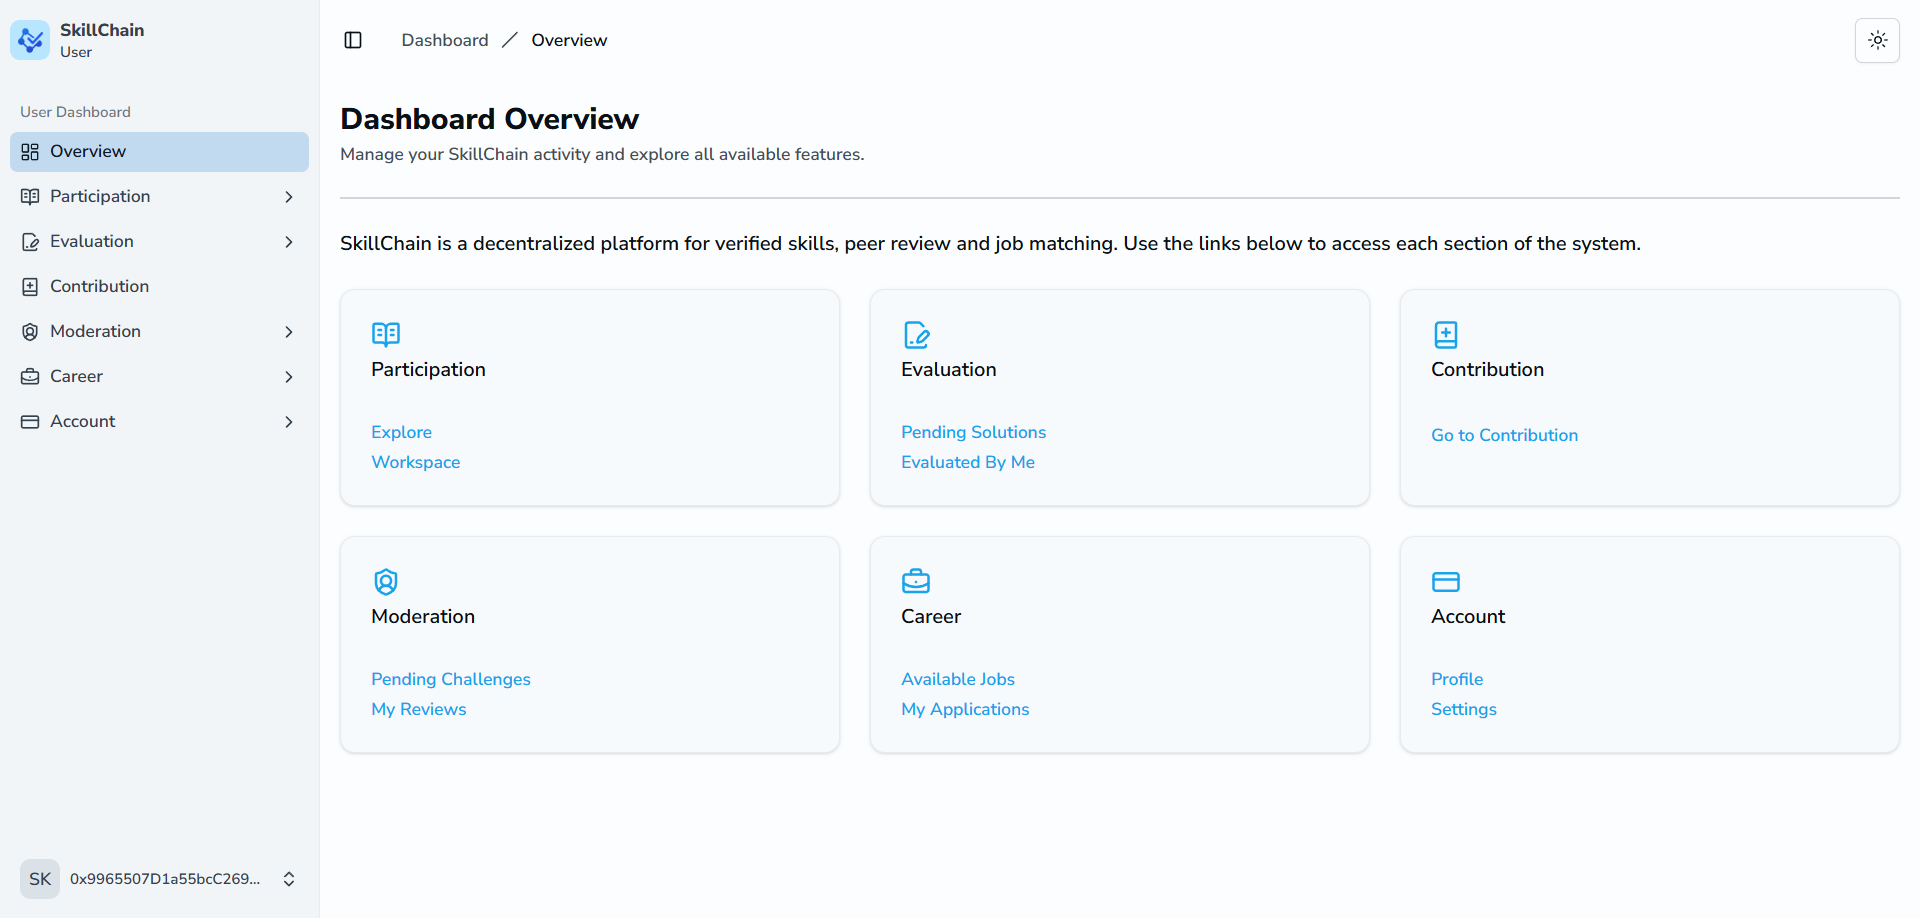 SkillChain
User
User Dashboard
Overview
Participation
Evaluation
Contribution
Moderation
Career
Account
SK
0x9965507D1a55bcC269...
Dashboard / Overview
Dashboard Overview
Manage your SkillChain activity and explore all available features.
SkillChain is a decentralized platform for verified skills, peer review and job matching. Use the links below to access each section of the system.
Participation
Explore
Workspace
Evaluation
Pending Solutions
Evaluated By Me
Contribution
Go to Contribution
Moderation
Pending Challenges
My Reviews
Career
Available Jobs
My Applications
Account
Profile
Settings